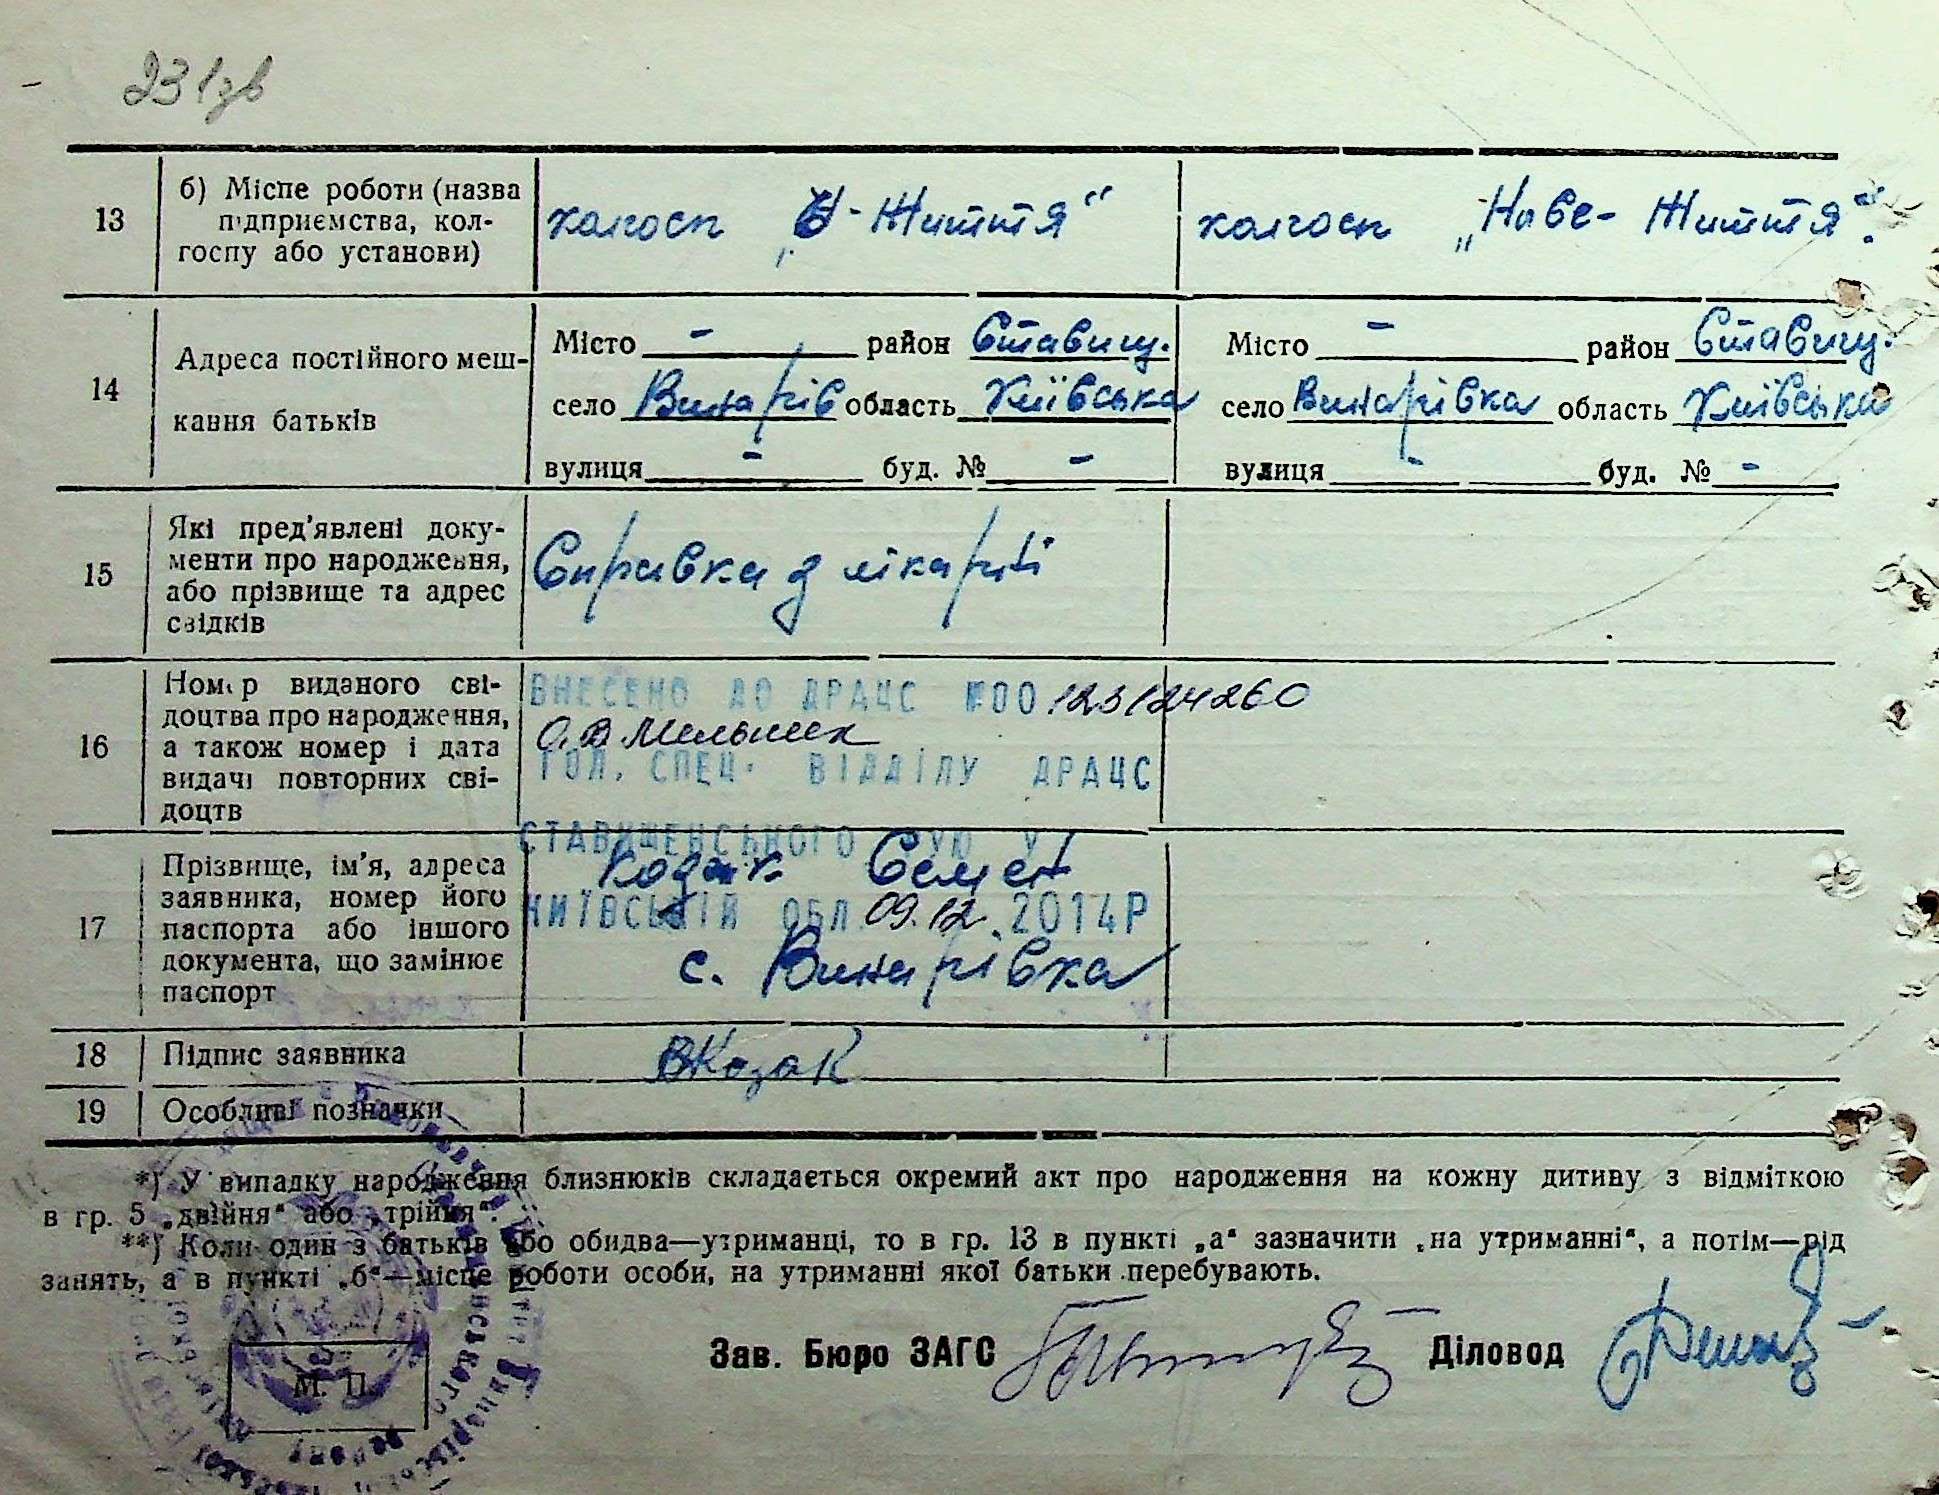 231зв
13
б) Місце роботи (назва
підприємства, кол-
госпу або установи)
колгосп „Н-Життя“
колгосп „Нове-Життя“.
14
Адреса постійного меш-
кання батьків
Місто - район Ставищ.
село Винарів область Київська
вулиця - буд. № -
Місто - район Ставищ.
село Винарівка область Київська
вулиця - буд. № -
15
Які пред'явлені доку-
менти про народження,
або прізвище та адрес
свідків
Справка з лікарні
16
Номер виданого сві-
доцтва про народження,
а також номер і дата
видачі повторних сві-
доцтв
ВНЕСЕНО ДО ДРАЦС №00123124260
О.В Мельник
ГОЛ. СПЕЦ. ВІДДІЛУ ДРАЦС
СТАВИЩЕНСЬКОГО РУЮ У
КИЇВСЬКІЙ ОБЛ. 09.12.2014Р
17
Прізвище, ім'я, адреса
заявника, номер його
паспорта або іншого
документа, що замінює
паспорт
Козак Семен
с. Винарівка
18
Підпис заявника
ВКозак
19
Особливі позначки
*) У випадку народження близнюків складається окремий акт про народження на кожну дитину з відміткою
в гр. 5 „двійня“ або „трійня“.
**) Коли один з батьків або обидва—утриманці, то в гр. 13 в пункті „а“ зазначити „на утриманні“, а потім—рід
занять, а в пункті „б“—місце роботи особи, на утриманні якої батьки перебувають.
Зав. Бюро ЗАГС
Діловод
М. П.